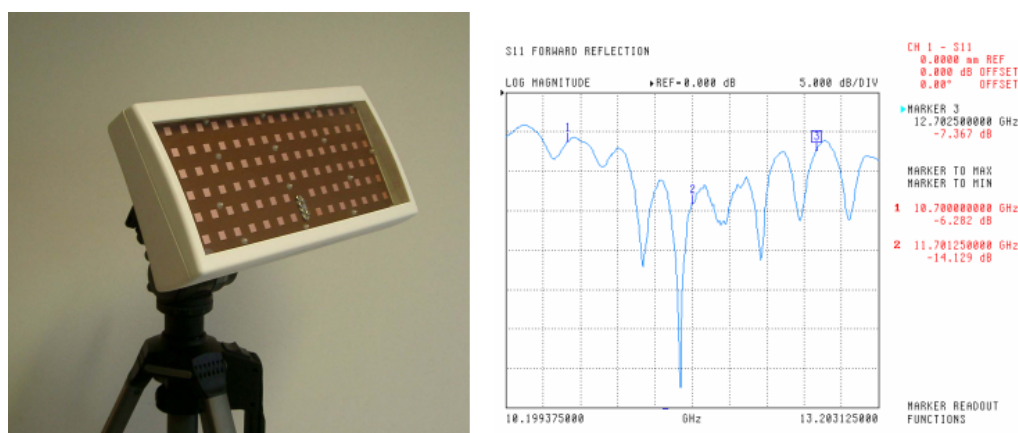 S11 FORWARD REFLECTION
LOG MAGNITUDE ▶REF=0.000 dB 5.000 dB/DIV
1
2
3
10.199375000 GHz 13.203125000
CH 1 - S11
0.0000 mm REF
0.000 dB OFFSET
0.00° OFFSET
▶MARKER 3
12.702500000 GHz
-7.367 dB
MARKER TO MAX
MARKER TO MIN
1 10.700000000 GHz
-6.282 dB
2 11.701250000 GHz
-14.129 dB
MARKER READOUT
FUNCTIONS